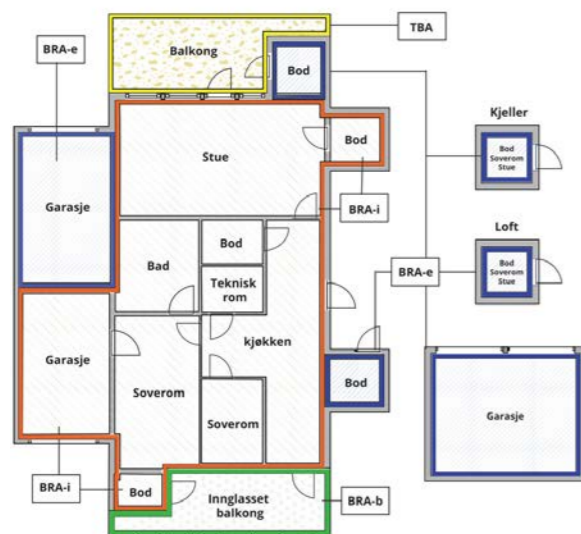 TBA
BRA-e
Balkong
Bod
Kjeller
Bod
Soverom
Stue
Stue
Bod
Garasje
BRA-i
Loft
Bod
Bad
Teknisk
rom
BRA-e
Bod
Soverom
Stue
Garasje
kjøkken
Soverom
Bod
Soverom
Garasje
BRA-i
Bod
Innglasset
balkong
BRA-b